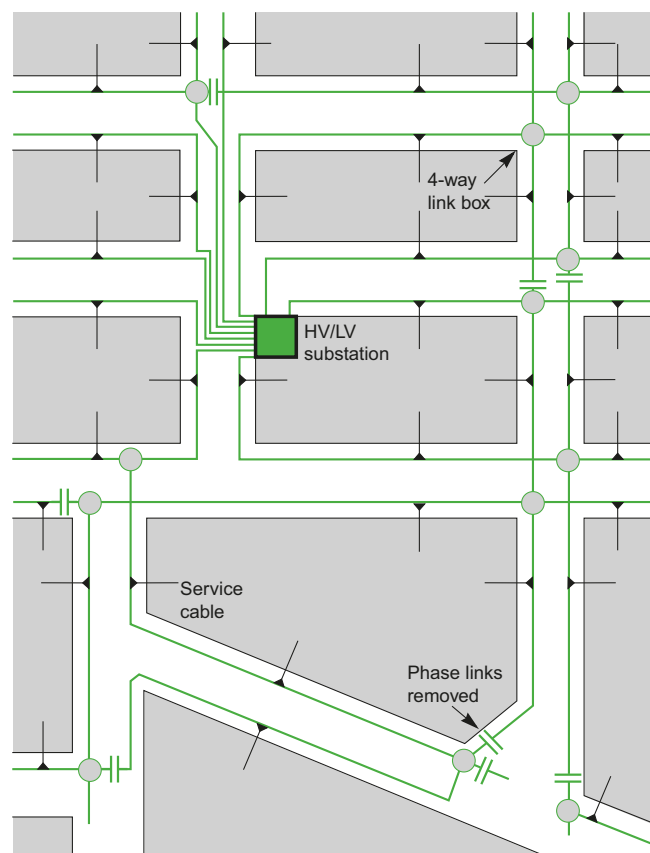 4-way
link box
HV/LV
substation
Service
cable
Phase links
removed